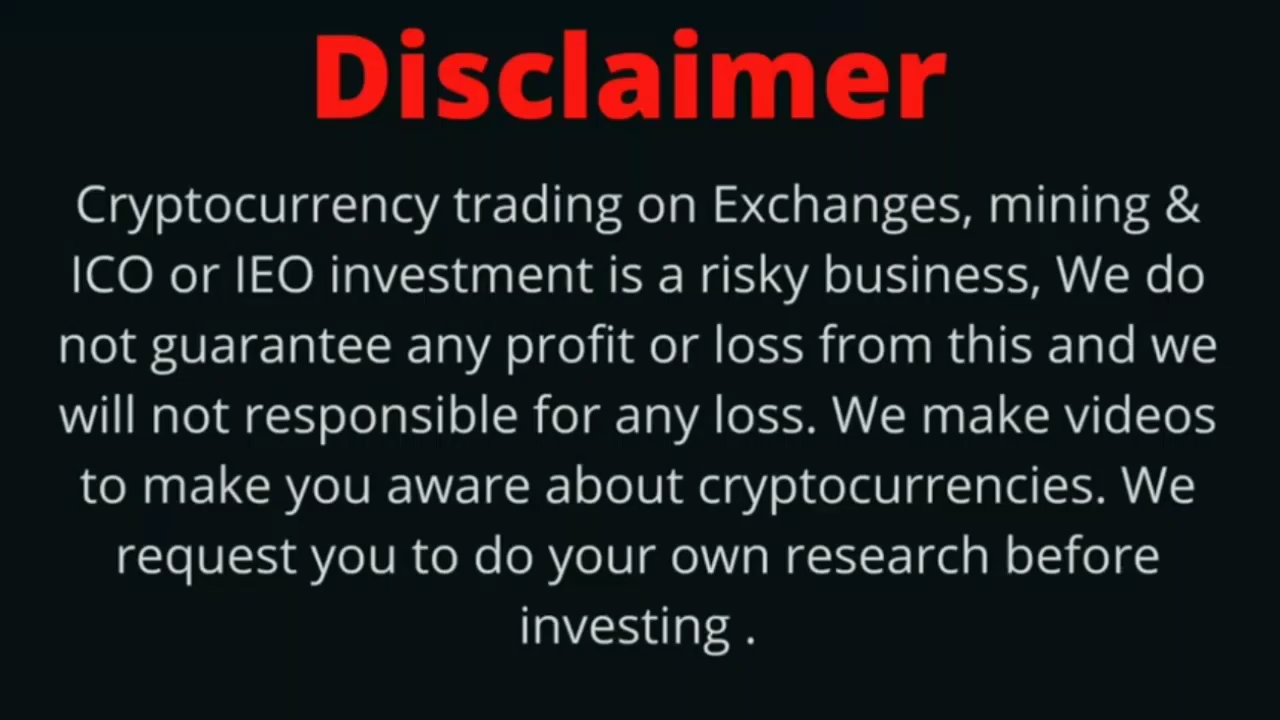 Disclaimer
Cryptocurrency trading on Exchanges, mining &
ICO or IEO investment is a risky business, We do
not guarantee any profit or loss from this and we
will not responsible for any loss. We make videos
to make you aware about cryptocurrencies. We
request you to do your own research before
investing .